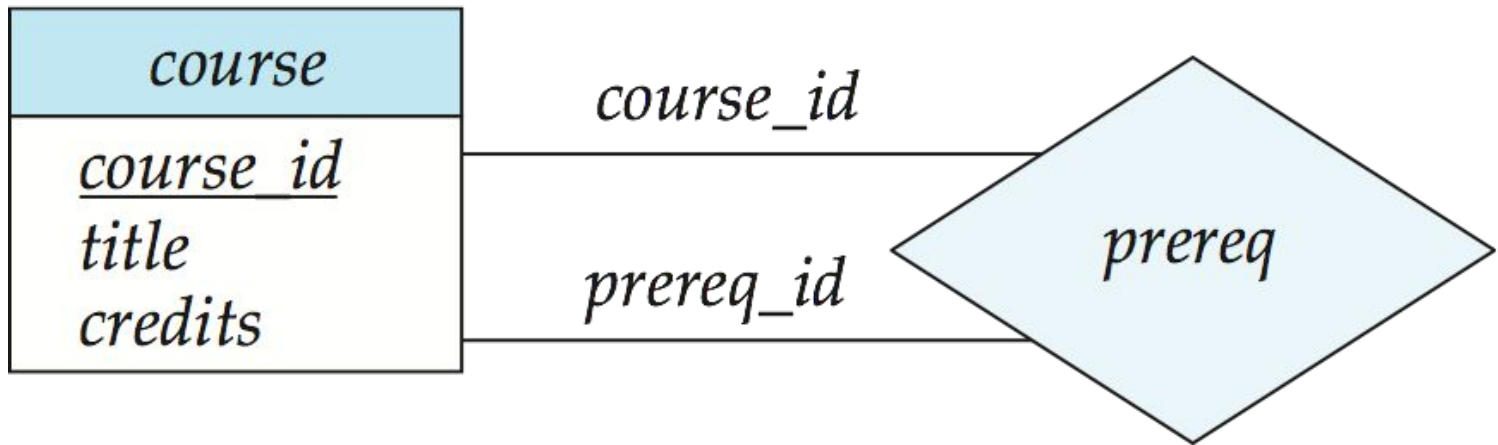 course
course_id
title
credits
course_id
prereq_id
prereq